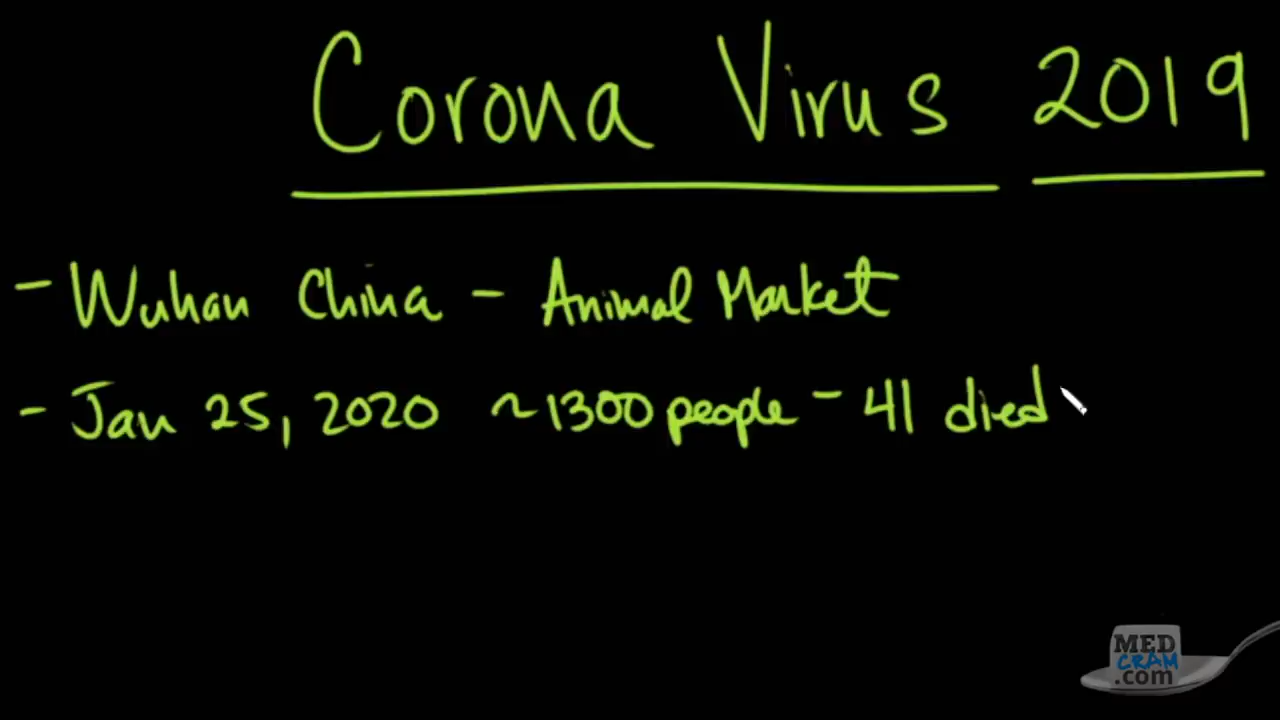 Corona Virus 2019
- Wuhan China - Animal Market
- Jan 25, 2020 ~1300 people - 41 died
MED
CRAM
.com